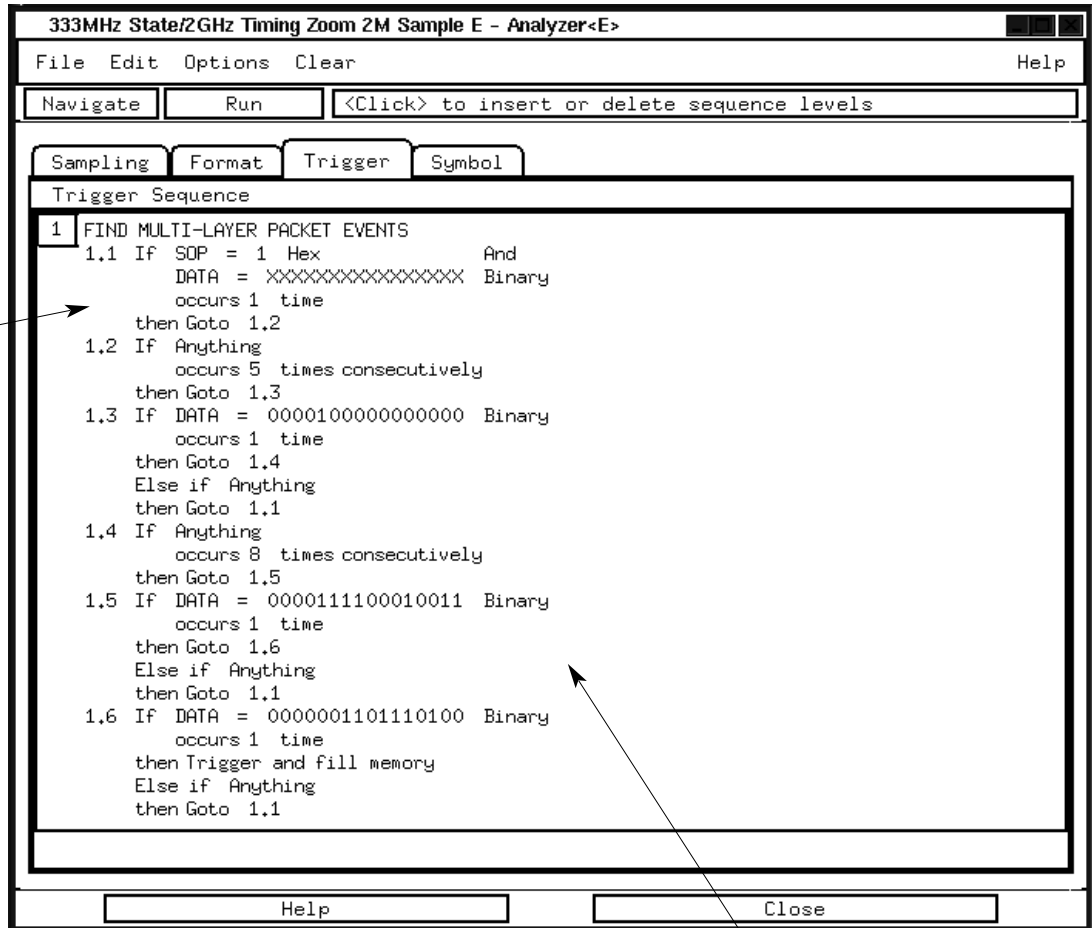 333MHz State/2GHz Timing Zoom 2M Sample E - Analyzer<E>
File Edit Options Clear Help
Navigate Run <Click> to insert or delete sequence levels
Sampling Format Trigger Symbol
Trigger Sequence
1 FIND MULTI-LAYER PACKET EVENTS
1.1 If SOP = 1 Hex And
DATA = XXXXXXXXXXXXXXXX Binary
occurs 1 time
then Goto 1.2
1.2 If Anything
occurs 5 times consecutively
then Goto 1.3
1.3 If DATA = 0000100000000000 Binary
occurs 1 time
then Goto 1.4
Else if Anything
then Goto 1.1
1.4 If Anything
occurs 8 times consecutively
then Goto 1.5
1.5 If DATA = 0000111100010011 Binary
occurs 1 time
then Goto 1.6
Else if Anything
then Goto 1.1
1.6 If DATA = 0000001101110100 Binary
occurs 1 time
then Trigger and fill memory
Else if Anything
then Goto 1.1
Help Close